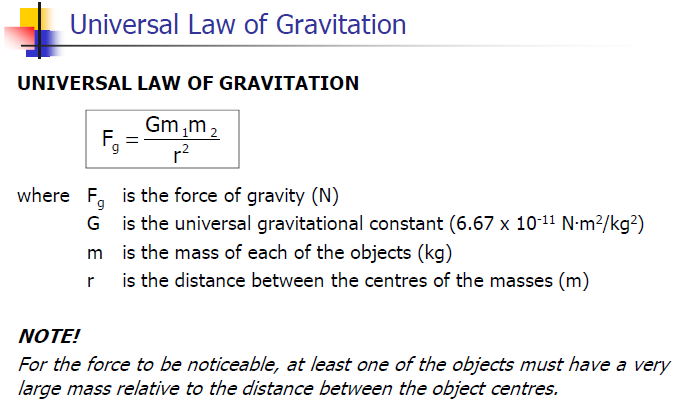 Universal Law of Gravitation
UNIVERSAL LAW OF GRAVITATION
F_g = Gm₁m₂ / r²
where F_g is the force of gravity (N)
G is the universal gravitational constant (6.67 x 10⁻¹¹ N·m²/kg²)
m is the mass of each of the objects (kg)
r is the distance between the centres of the masses (m)
NOTE!
For the force to be noticeable, at least one of the objects must have a very
large mass relative to the distance between the object centres.